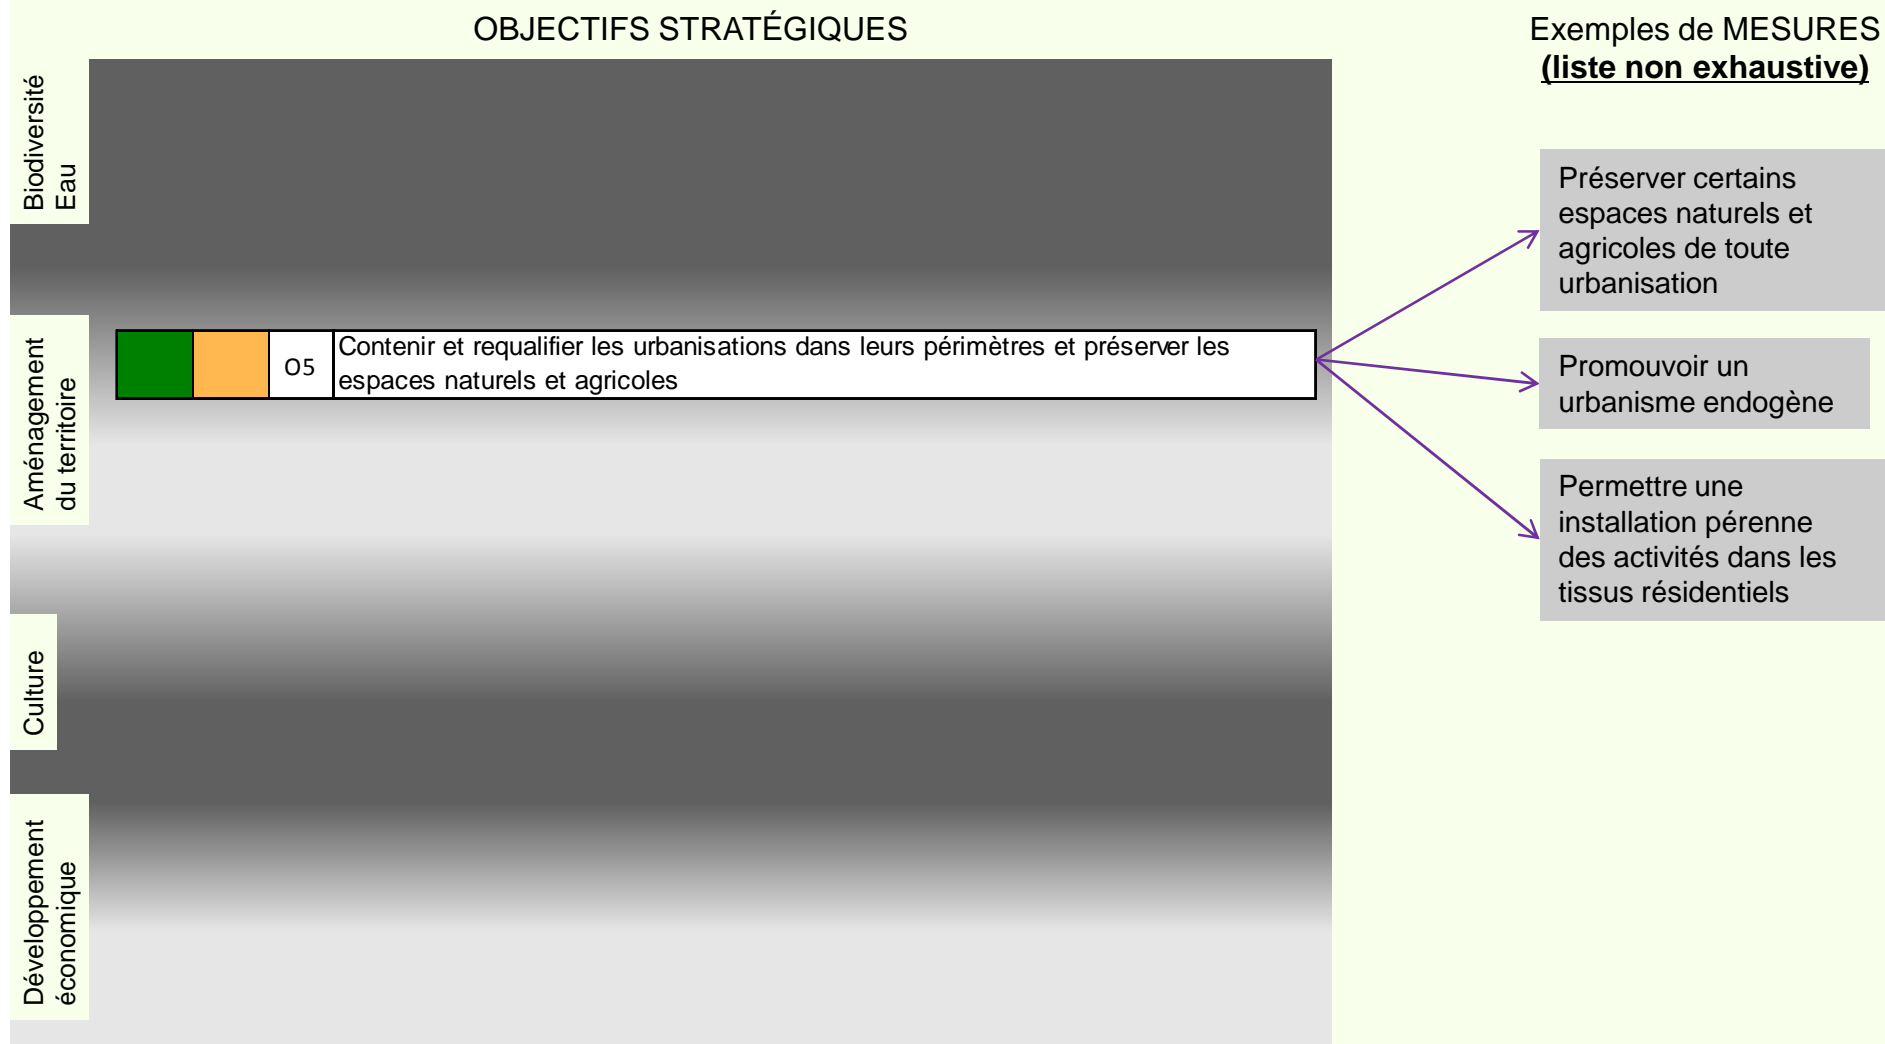 OBJECTIFS STRATÉGIQUES
Exemples de MESURES
(liste non exhaustive)
Biodiversité
Eau
Aménagement
du territoire
Culture
Développement
économique
O5
Contenir et requalifier les urbanisations dans leurs périmètres et préserver les
espaces naturels et agricoles
Préserver certains
espaces naturels et
agricoles de toute
urbanisation
Promouvoir un
urbanisme endogène
Permettre une
installation pérenne
des activités dans les
tissus résidentiels